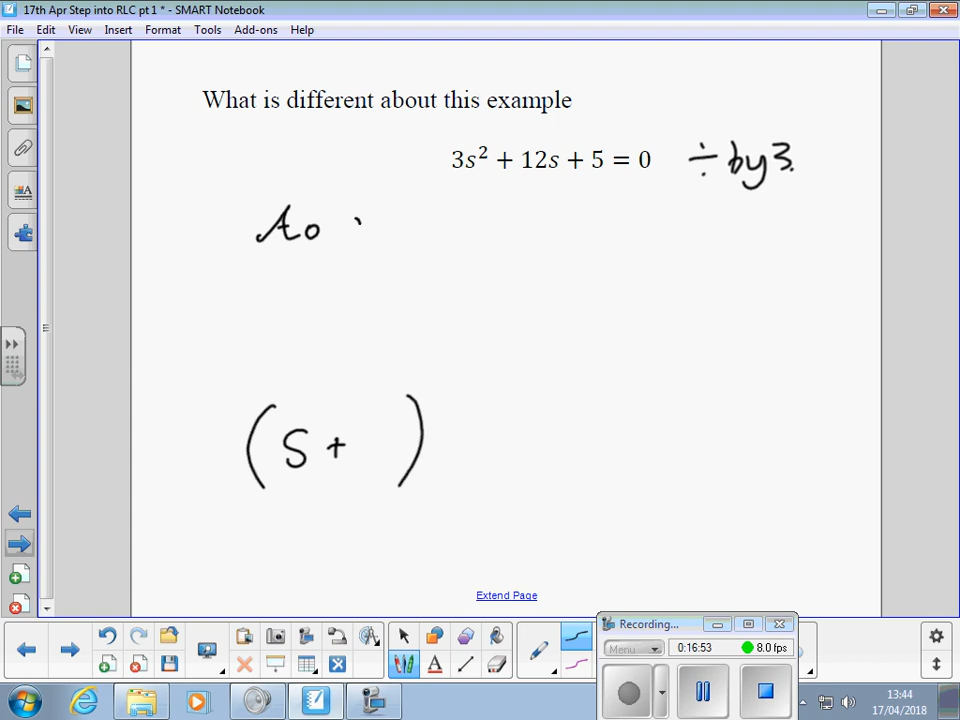 17th Apr Step into RLC pt 1 * - SMART Notebook
File Edit View Insert Format Tools Add-ons Help
What is different about this example
3s² + 12s + 5 = 0 ÷ by 3.
(S + )
Extend Page
Recording...
Menu 0:16:53 8.0 fps
13:44
17/04/2018